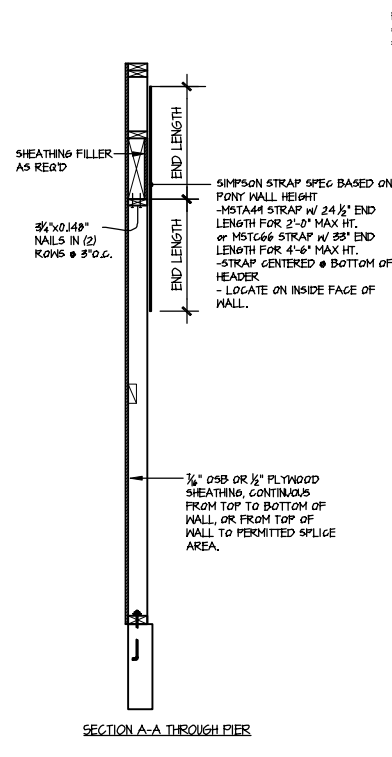 END LENGTH
SHEATHING FILLER
AS REQ'D
SIMPSON STRAP SPEC BASED ON
PONY WALL HEIGHT
-MSTA49 STRAP W/ 24 ½" END
LENGTH FOR 2'-0" MAX HT.
or MSTC66 STRAP W/ 33" END
LENGTH FOR 4'-6" MAX HT.
-STRAP CENTERED @ BOTTOM OF
HEADER
- LOCATE ON INSIDE FACE OF
WALL.
3¼"x0.148"
NAILS IN (2)
ROWS @ 3"O.C.
END LENGTH
7⁄16" OSB OR ½" PLYWOOD
SHEATHING, CONTINUOUS
FROM TOP TO BOTTOM OF
WALL, OR FROM TOP OF
WALL TO PERMITTED SPLICE
AREA.
SECTION A-A THROUGH PIER